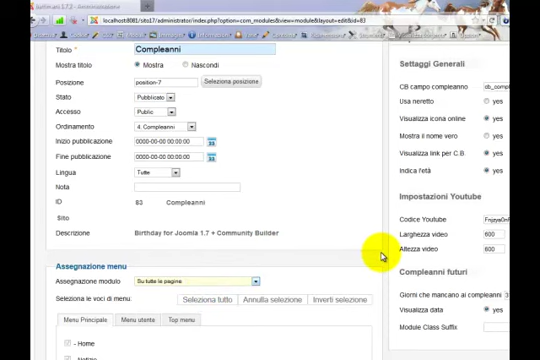 localhost:8081/sito17/administrator/index.php?option=com_modules&view=module&layout=edit&id=83
Titolo * Compleanni
Mostra titolo Mostra Nascondi
Posizione position-7 Seleziona posizione
Stato Pubblicato
Accesso Public
Ordinamento 4. Compleanni
Inizio pubblicazione 0000-00-00 00:00:00
Fine pubblicazione 0000-00-00 00:00:00
Lingua Tutte
Nota
ID 83 Compleanni
Sito
Descrizione Birthday for Joomla 1.7 + Community Builder
Assegnazione menu
Assegnazione modulo Su tutte le pagine
Seleziona le voci di menu: Seleziona tutto Annulla selezione Inverti selezione
Menu Principale Menu utente Top menu
- Home
- Notizie
Settaggi Generali
CB campo compleanno cb_compl
Usa neretto yes
Visualizza icona online yes
Mostra il nome vero yes
Visualizza link per C.B. yes
Indica l'età yes
Impostazioni Youtube
Codice Youtube
Larghezza video 600
Altezza video 600
Compleanni futuri
Giorni che mancano ai compleanni 3
Visualizza data yes
Module Class Suffix